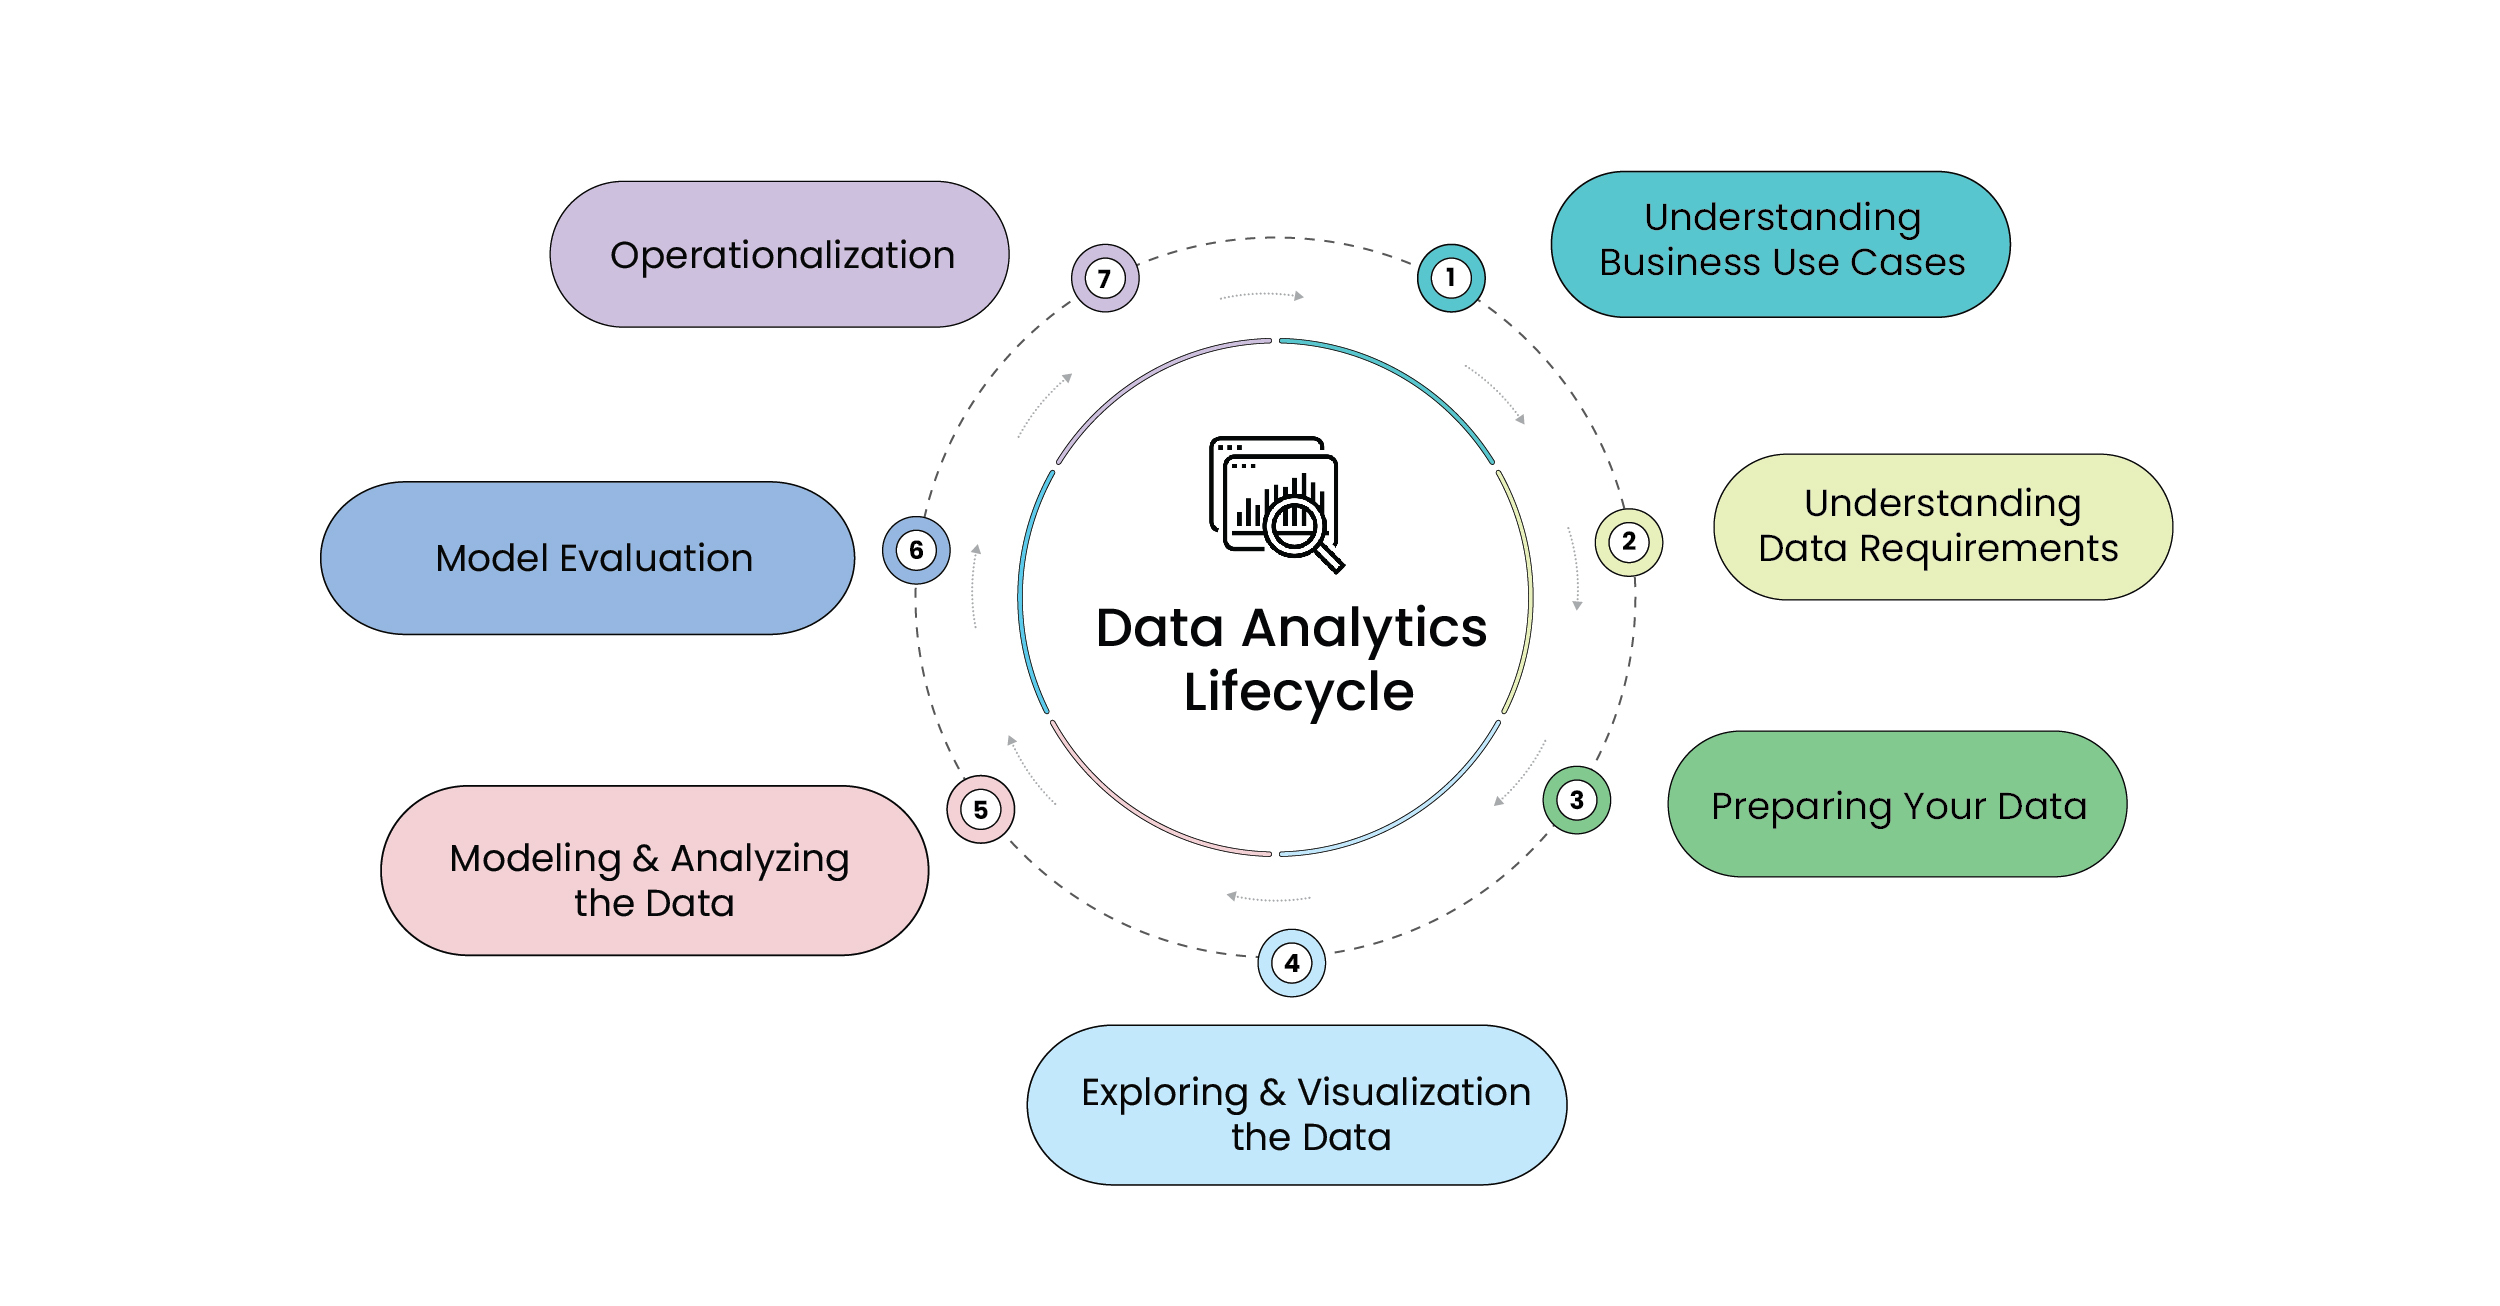 Data Analytics
Lifecycle
1
Understanding
Business Use Cases
2
Understanding
Data Requirements
3
Preparing Your Data
4
Exploring & Visualization
the Data
5
Modeling & Analyzing
the Data
6
Model Evaluation
7
Operationalization